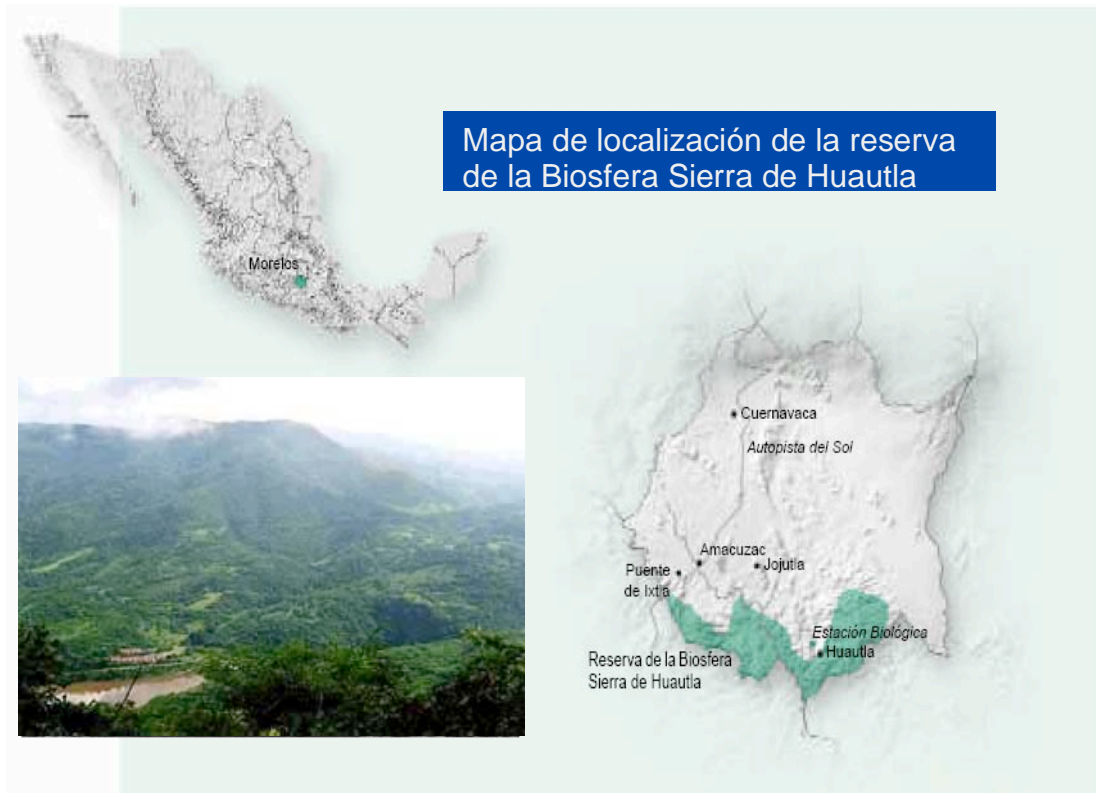 Mapa de localización de la reserva
de la Biosfera Sierra de Huautla
Morelos
Cuernavaca
Autopista del Sol
Amacuzac
Jojutla
Puente
de Ixtla
Estación Biológica
Huautla
Reserva de la Biosfera
Sierra de Huautla